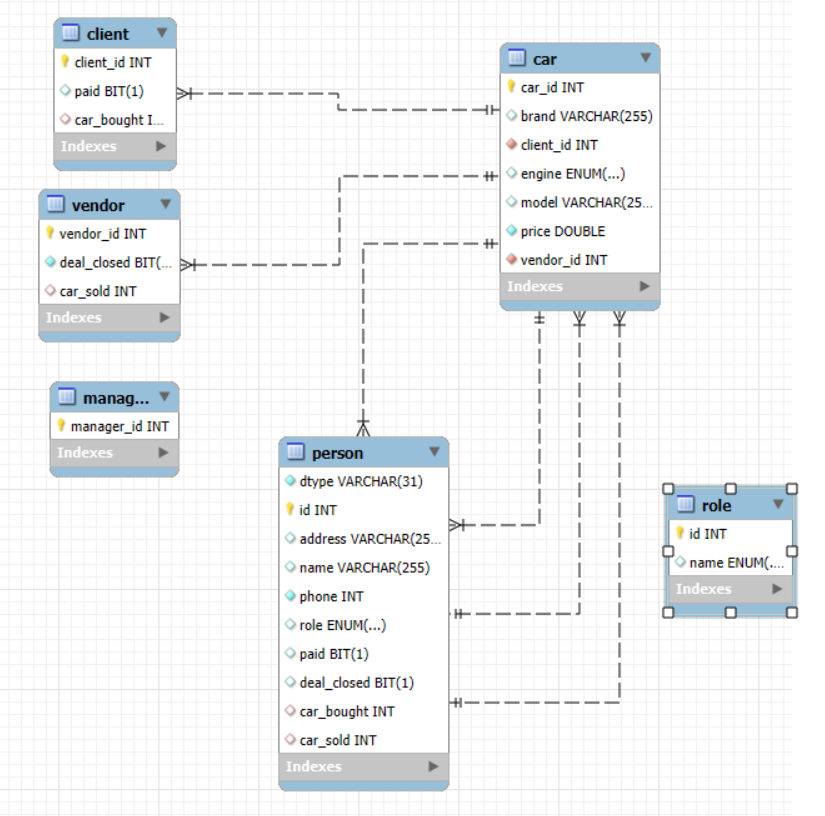 client
client_id INT
paid BIT(1)
car_bought I...
Indexes
vendor
vendor_id INT
deal_closed BIT(...
car_sold INT
Indexes
manag...
manager_id INT
Indexes
car
car_id INT
brand VARCHAR(255)
client_id INT
engine ENUM(...)
model VARCHAR(25...
price DOUBLE
vendor_id INT
Indexes
person
dtype VARCHAR(31)
id INT
address VARCHAR(25...
name VARCHAR(255)
phone INT
role ENUM(...)
paid BIT(1)
deal_closed BIT(1)
car_bought INT
car_sold INT
Indexes
role
id INT
name ENUM(....
Indexes